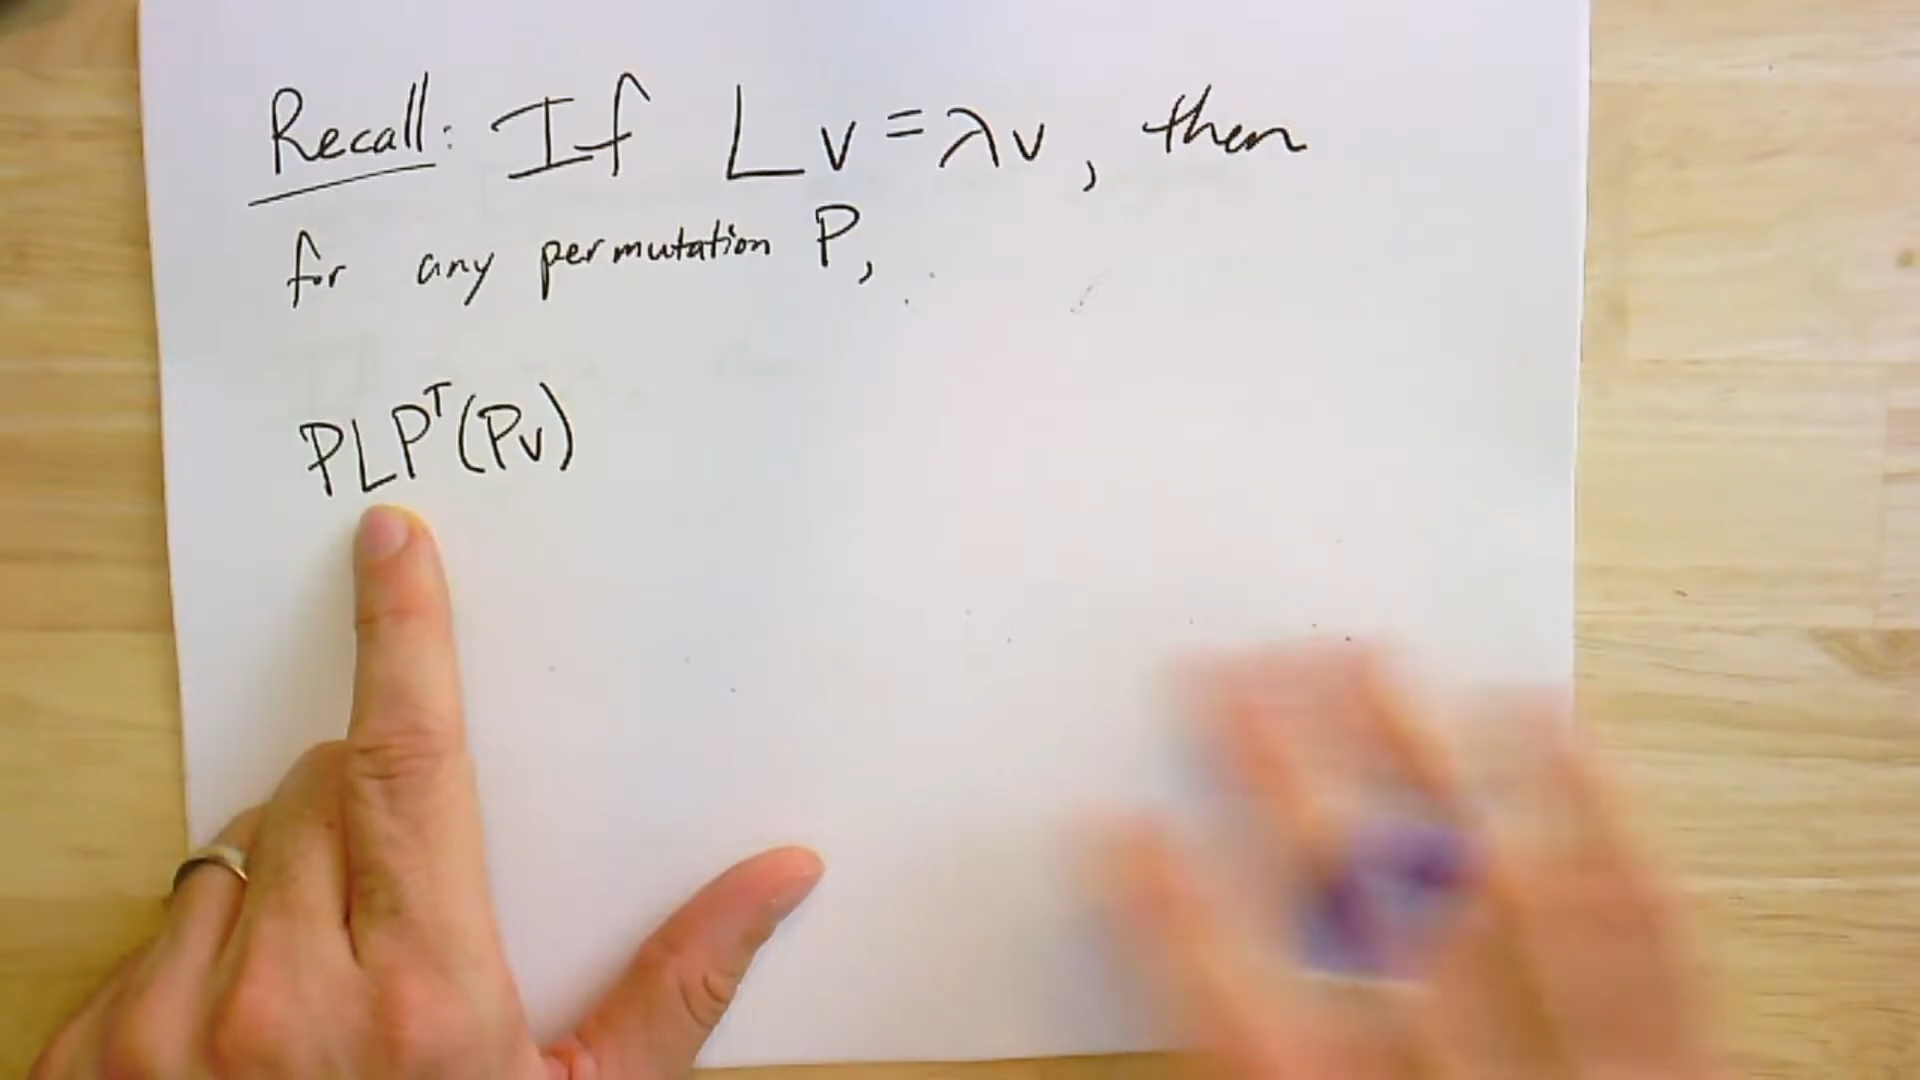 Recall: If Lv=λv, then
for any permutation P,
PLPᵀ(Pv)